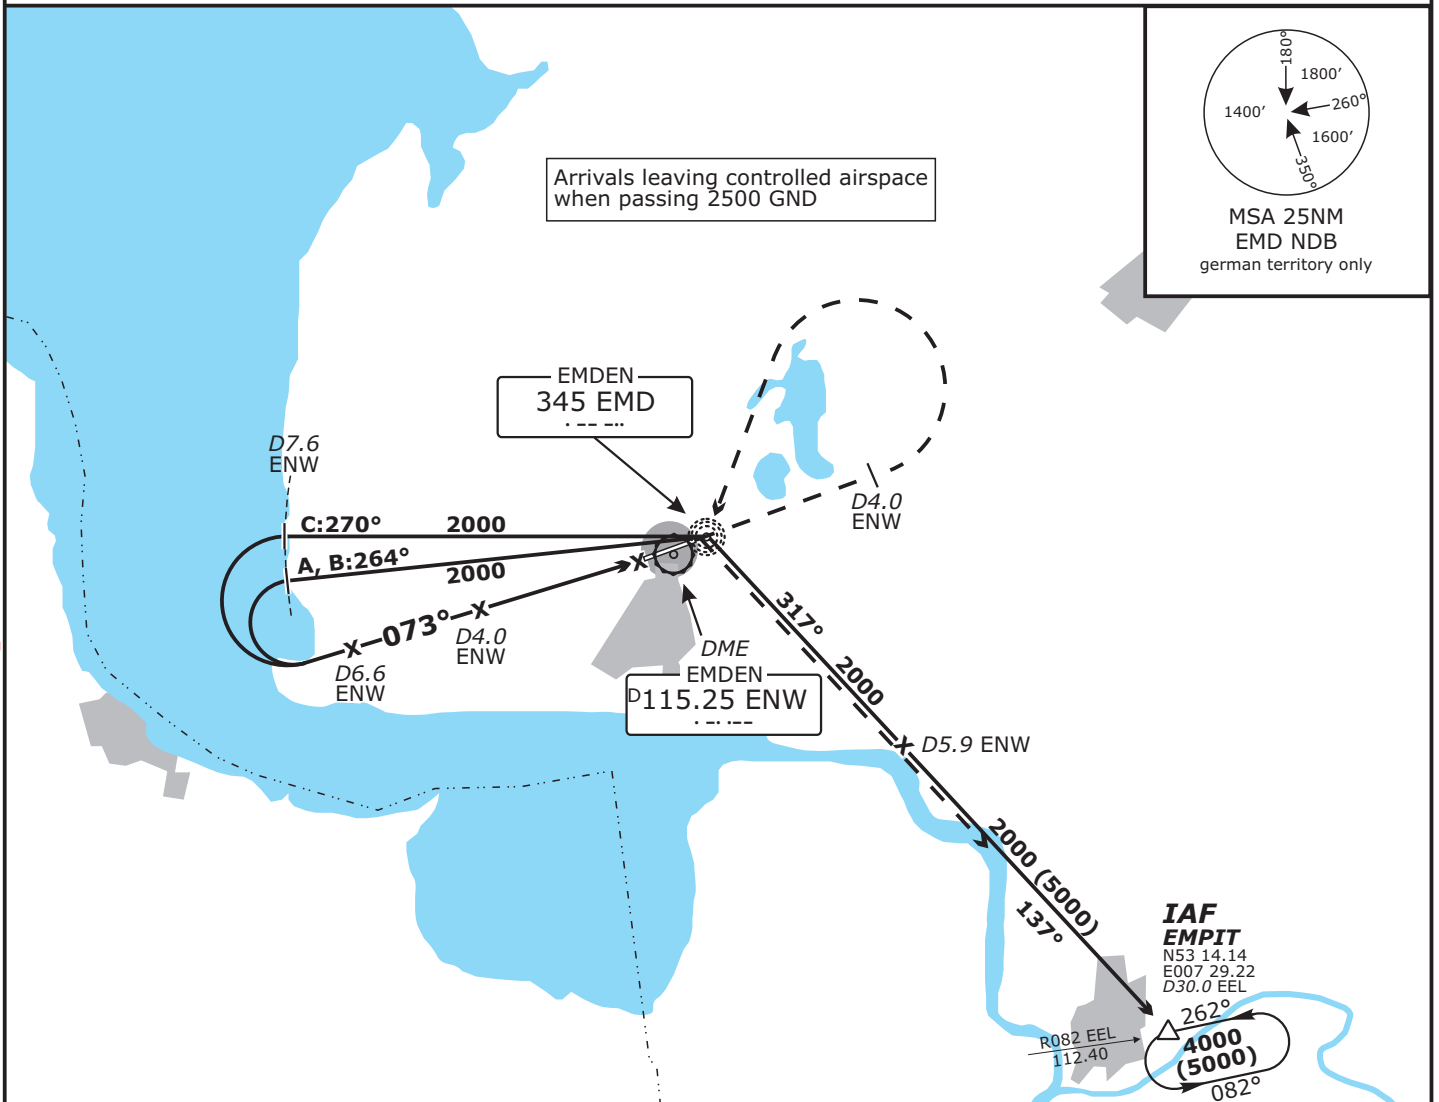 180°
1800'
260°
1400'
1600'
350°
MSA 25NM
EMD NDB
german territory only
Arrivals leaving controlled airspace
when passing 2500 GND
EMDEN
345 EMD
D7.6
ENW
C:270° 2000
A, B:264°
2000
073°
D4.0
ENW
D6.6
ENW
D4.0
ENW
DME
EMDEN
D115.25 ENW
317°
2000
D5.9 ENW
2000 (5000)
137°
IAF
EMPIT
N53 14.14
E007 29.22
D30.0 EEL
262°
4000
(5000)
082°
R082 EEL
112.40
X
X
X
X